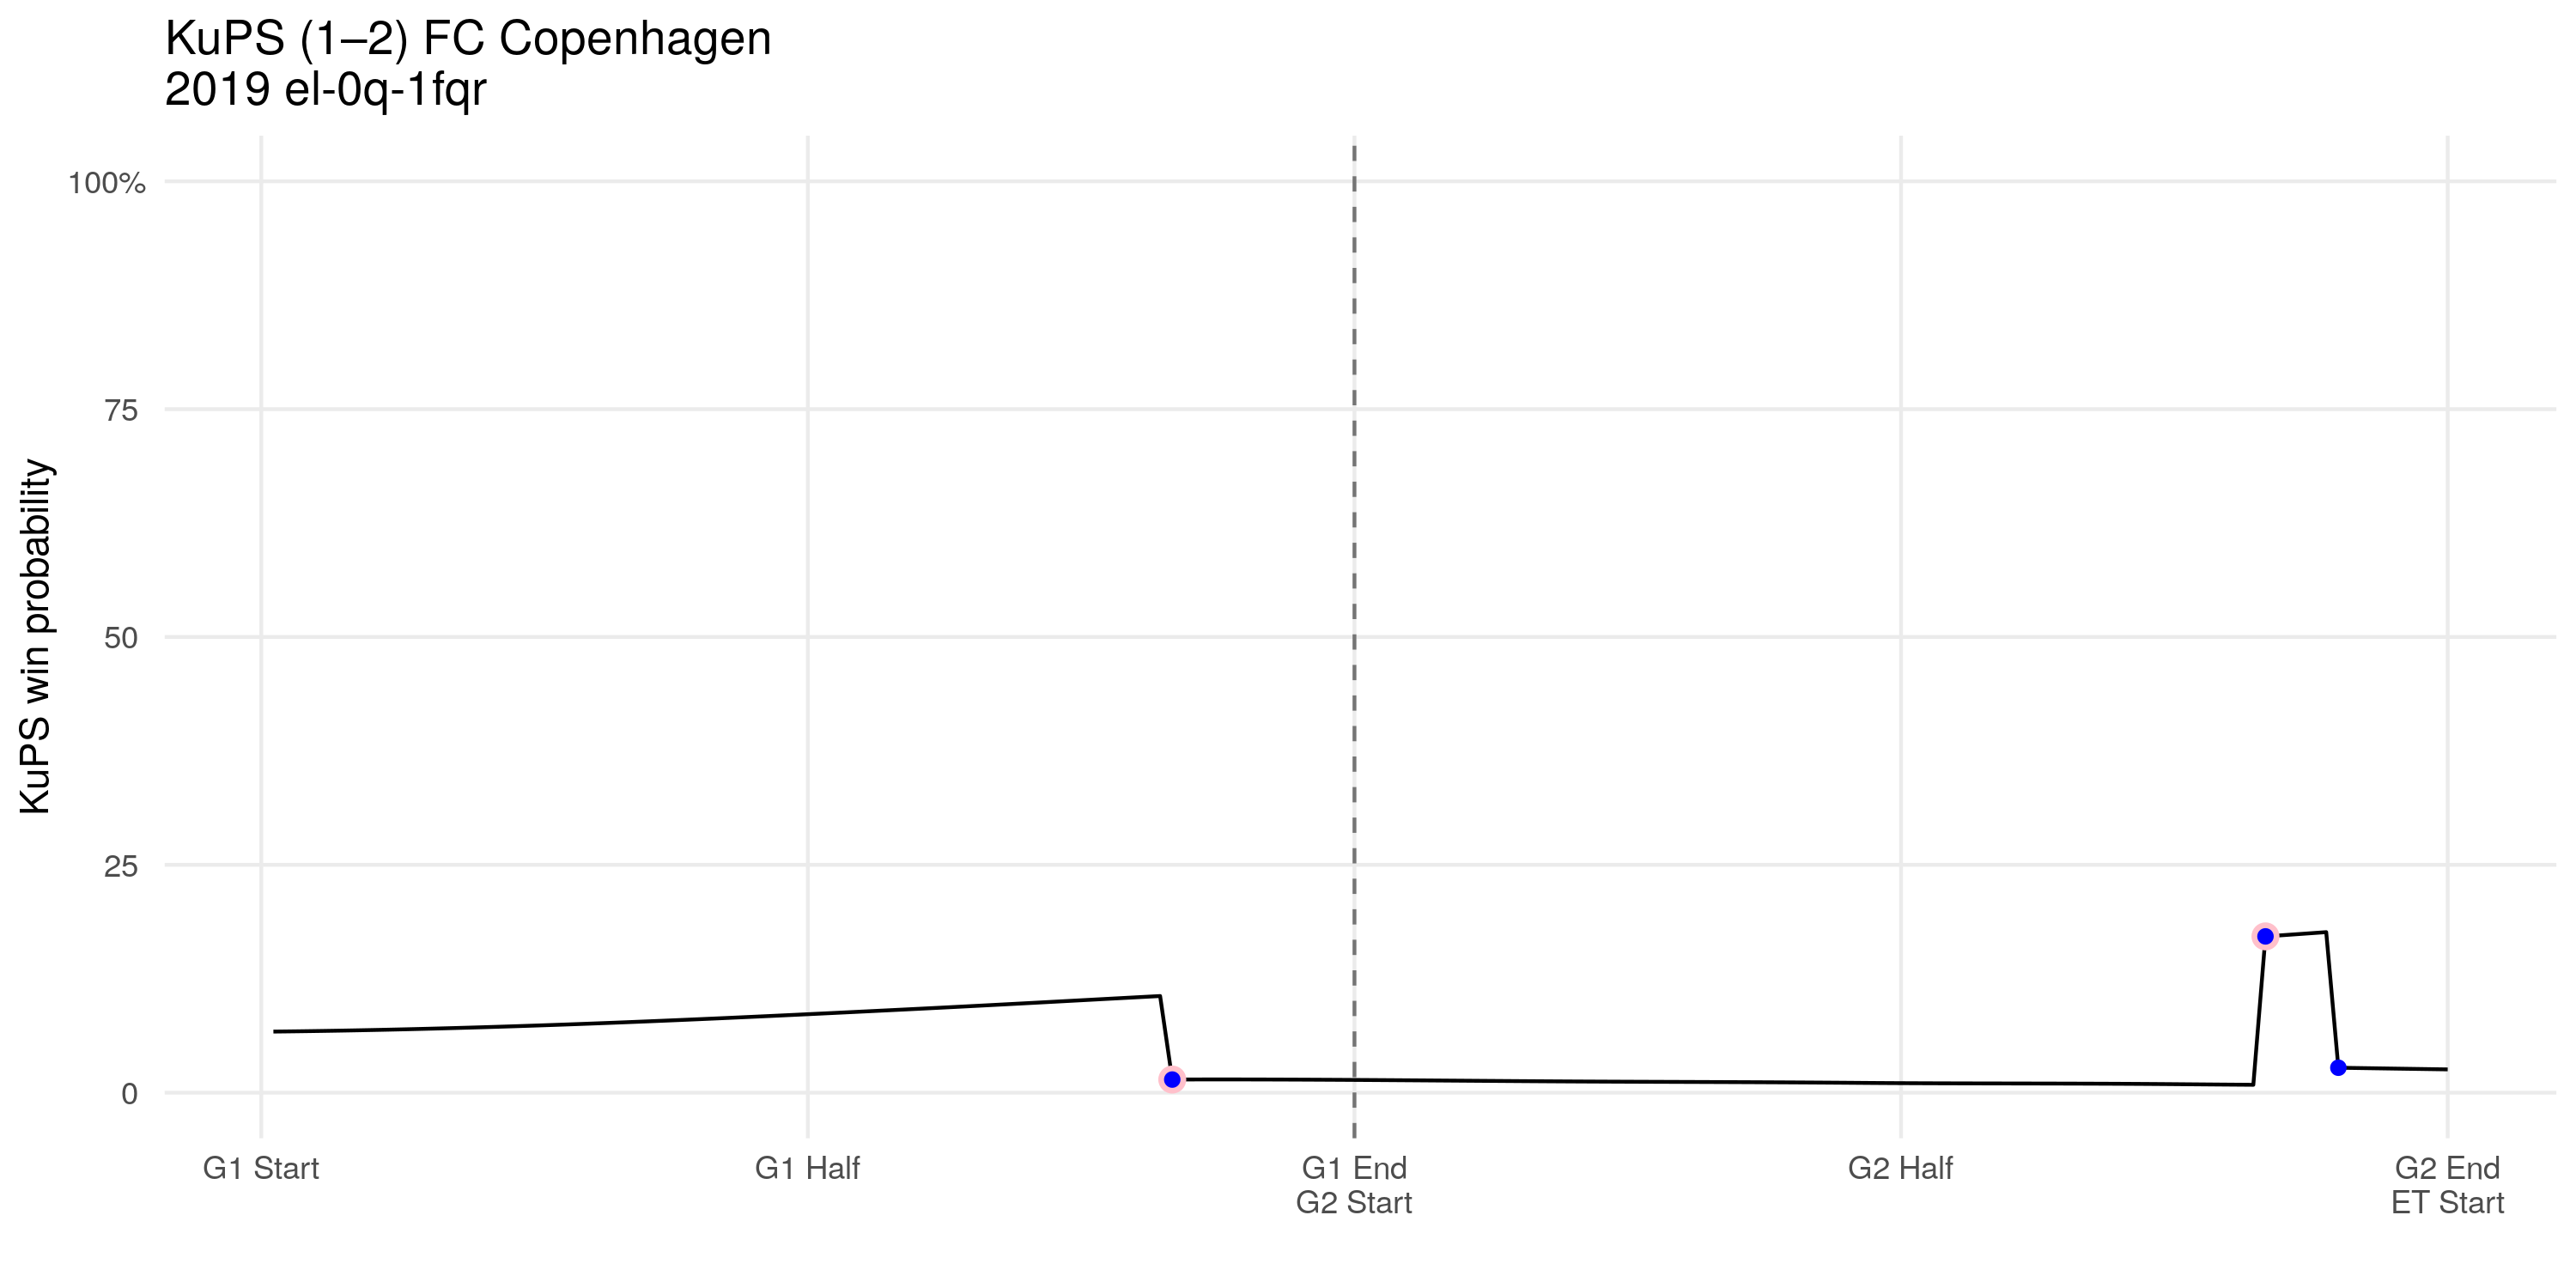 KuPS (1–2) FC Copenhagen
2019 el-0q-1fqr
KuPS win probability
100%
75
50
25
0
G1 Start
G1 Half
G1 End
G2 Start
G2 Half
G2 End
ET Start